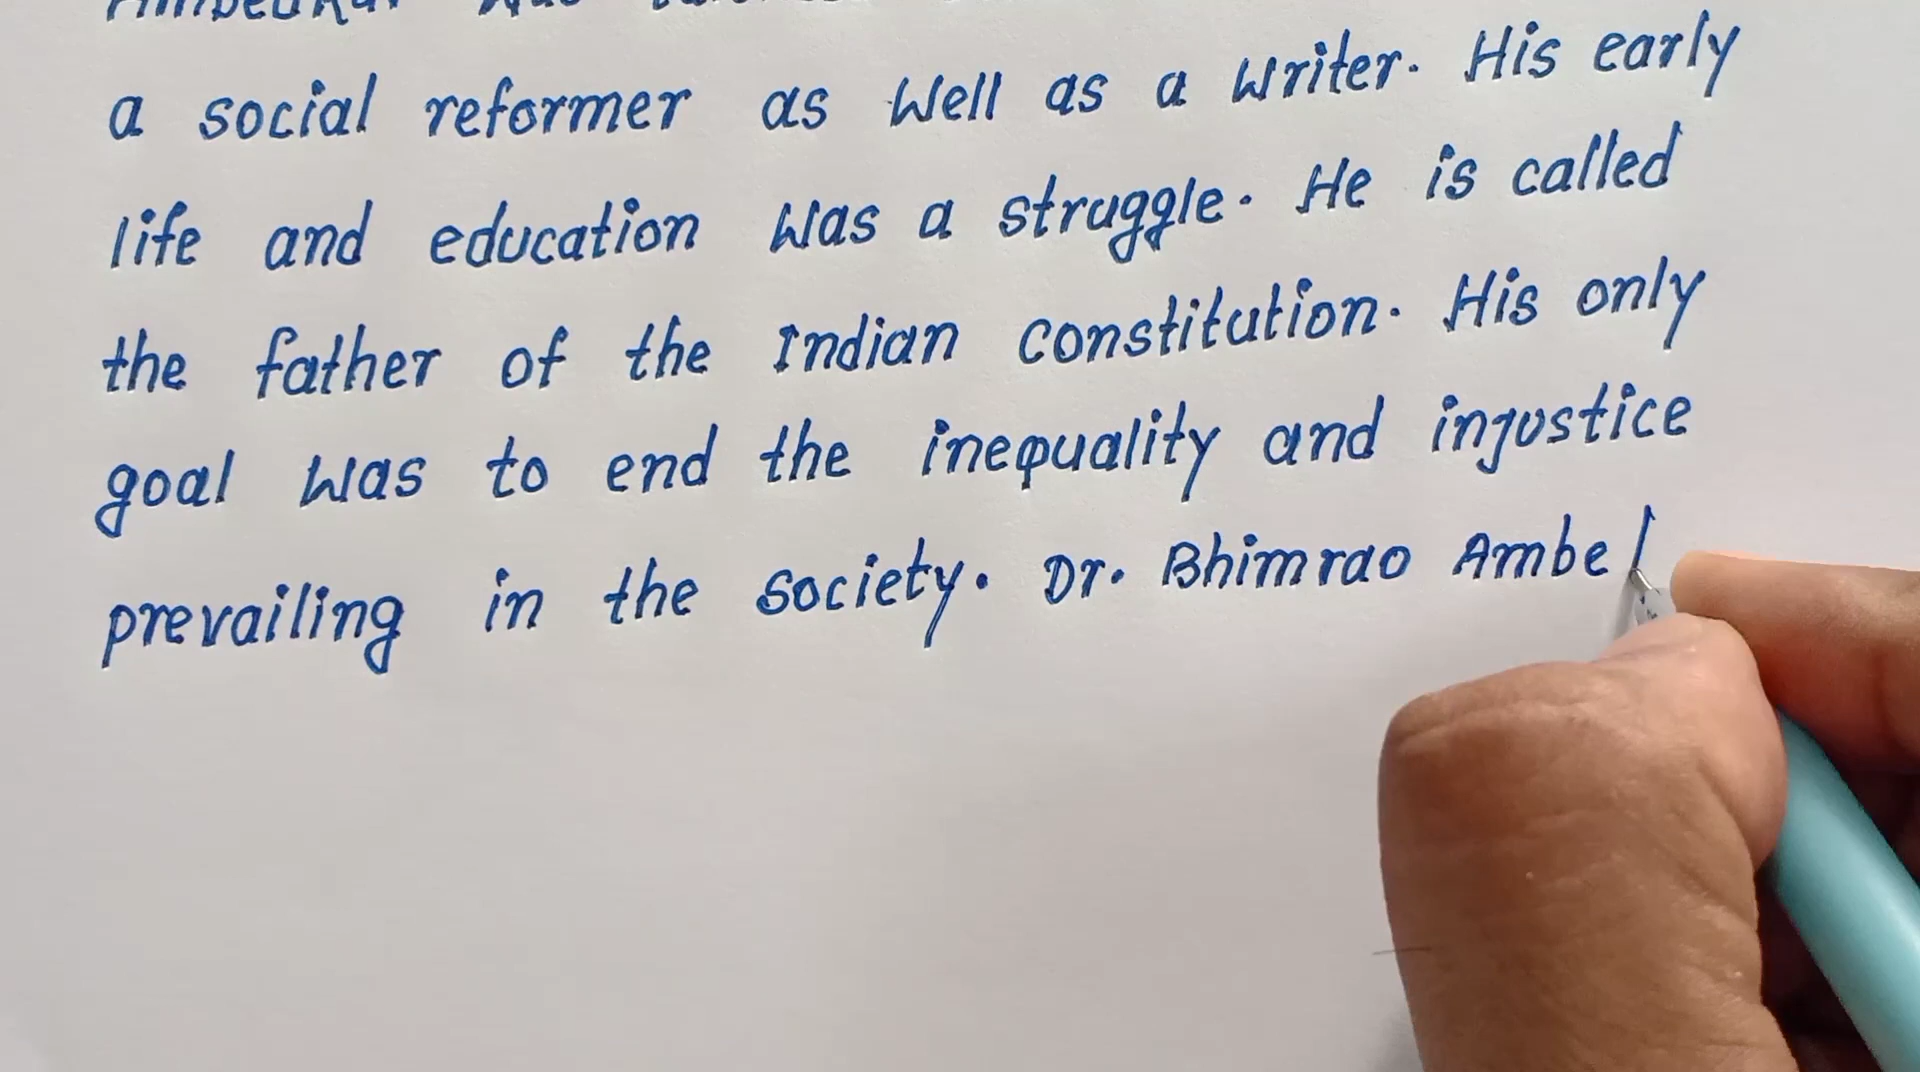 Ambedkar was
a social reformer as well as a writer. His early
life and education was a struggle. He is called
the father of the Indian constitution. His only
goal was to end the inequality and injustice
prevailing in the society. Dr. Bhimrao Ambe